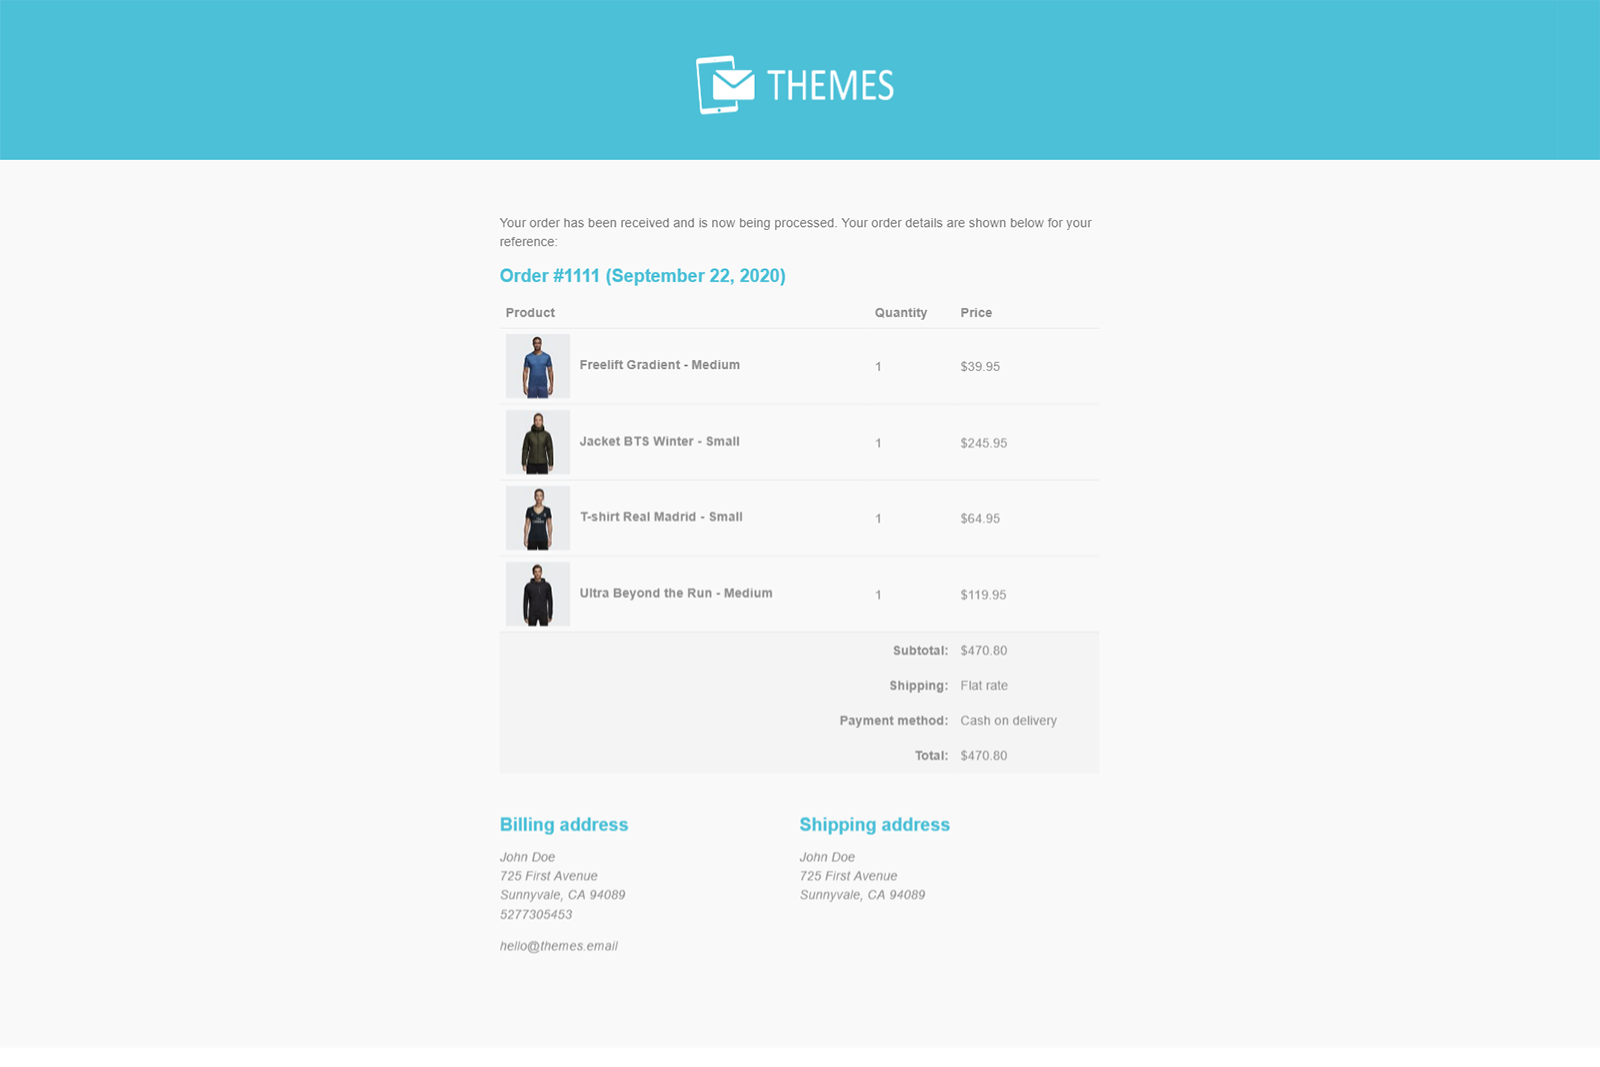 THEMES
Your order has been received and is now being processed. Your order details are shown below for your
reference:
Order #1111 (September 22, 2020)
Product Quantity Price
Freelift Gradient - Medium 1 $39.95
Jacket BTS Winter - Small 1 $245.95
T-shirt Real Madrid - Small 1 $64.95
Ultra Beyond the Run - Medium 1 $119.95
Subtotal: $470.80
Shipping: Flat rate
Payment method: Cash on delivery
Total: $470.80
Billing address
John Doe
725 First Avenue
Sunnyvale, CA 94089
5277305453
hello@themes.email
Shipping address
John Doe
725 First Avenue
Sunnyvale, CA 94089